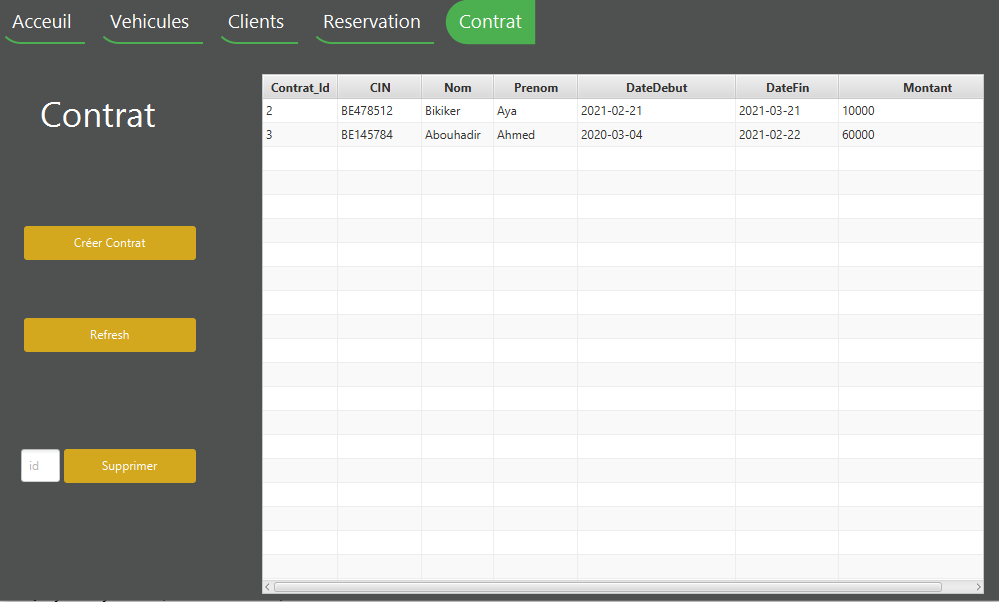 Acceuil Vehicules Clients Reservation Contrat
Contrat
Créer Contrat
Refresh
id Supprimer
Contrat_Id CIN Nom Prenom DateDebut DateFin Montant
2 BE478512 Bikiker Aya 2021-02-21 2021-03-21 10000
3 BE145784 Abouhadir Ahmed 2020-03-04 2021-02-22 60000